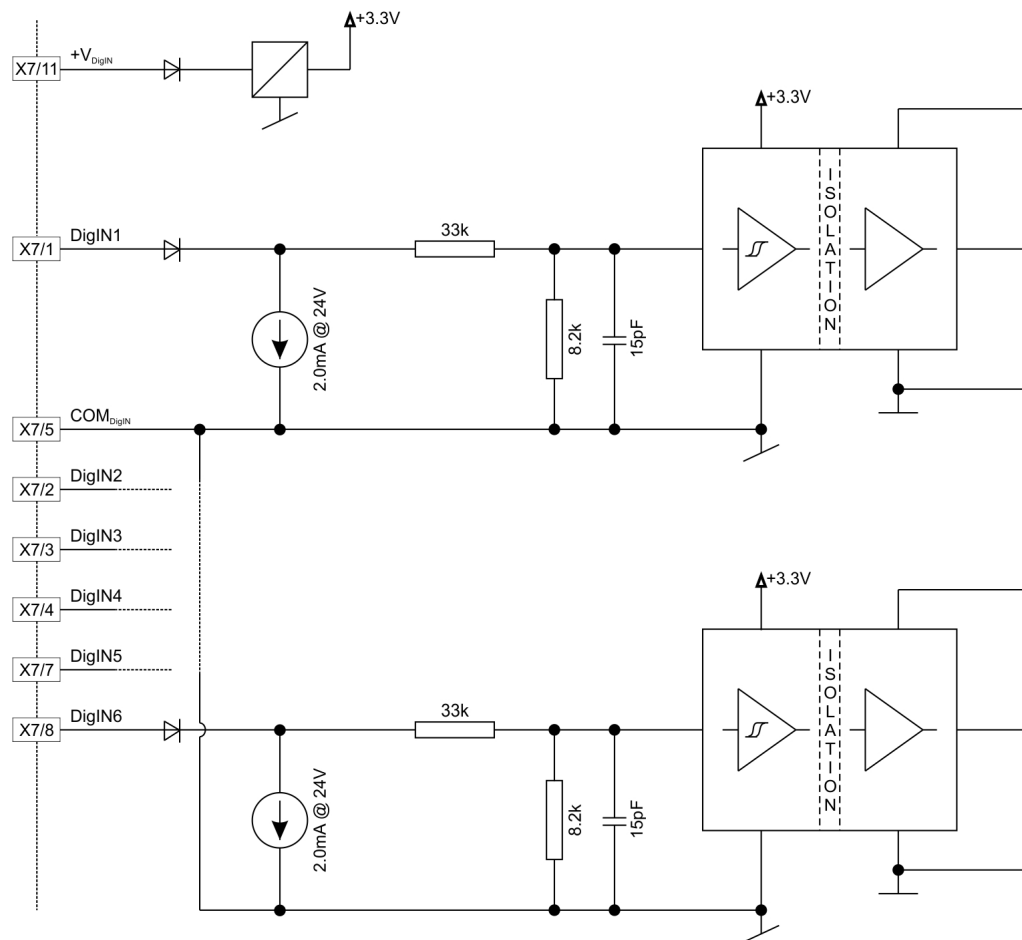 +3.3V
X7/11 +V_DigIN
+3.3V
ISOLATION
X7/1 DigIN1
33k
2.0mA @ 24V
8.2k
15pF
X7/5 COM_DigIN
X7/2 DigIN2
X7/3 DigIN3
X7/4 DigIN4
X7/7 DigIN5
+3.3V
ISOLATION
X7/8 DigIN6
33k
2.0mA @ 24V
8.2k
15pF